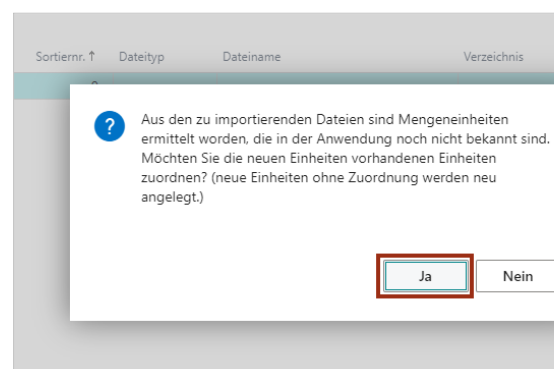 Sortiernr. ↑ Dateityp Dateiname Verzeichnis
Aus den zu importierenden Dateien sind Mengeneinheiten
ermittelt worden, die in der Anwendung noch nicht bekannt sind.
Möchten Sie die neuen Einheiten vorhandenen Einheiten
zuordnen? (neue Einheiten ohne Zuordnung werden neu
angelegt.)
Ja Nein